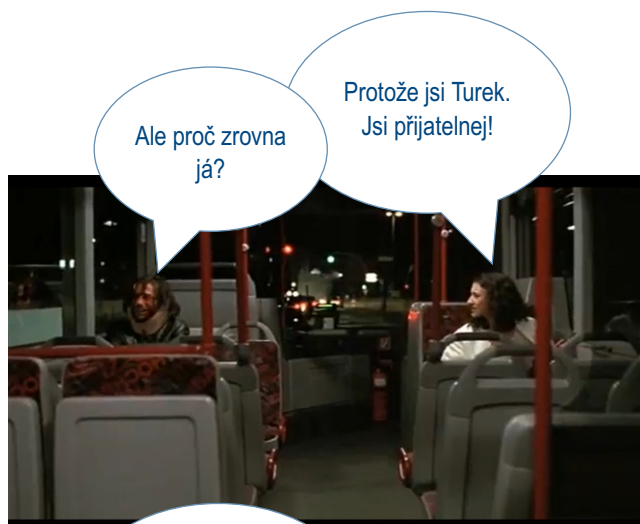 Ale proč zrovna
já?
Protože jsi Turek.
Jsi přijatelnej!